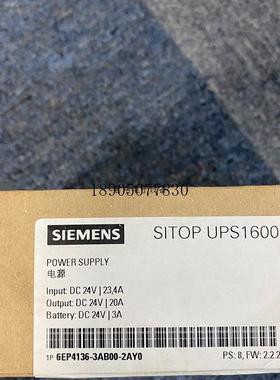 18905077830
SIEMENS
SITOP UPS1600
POWER SUPPLY
电源
Input: DC 24V | 23,4A
Output: DC 24V | 20A
Battery: DC 24V | 3A
1P 6EP4136-3AB00-2AY0
PS: 8, FW: 2.2.2